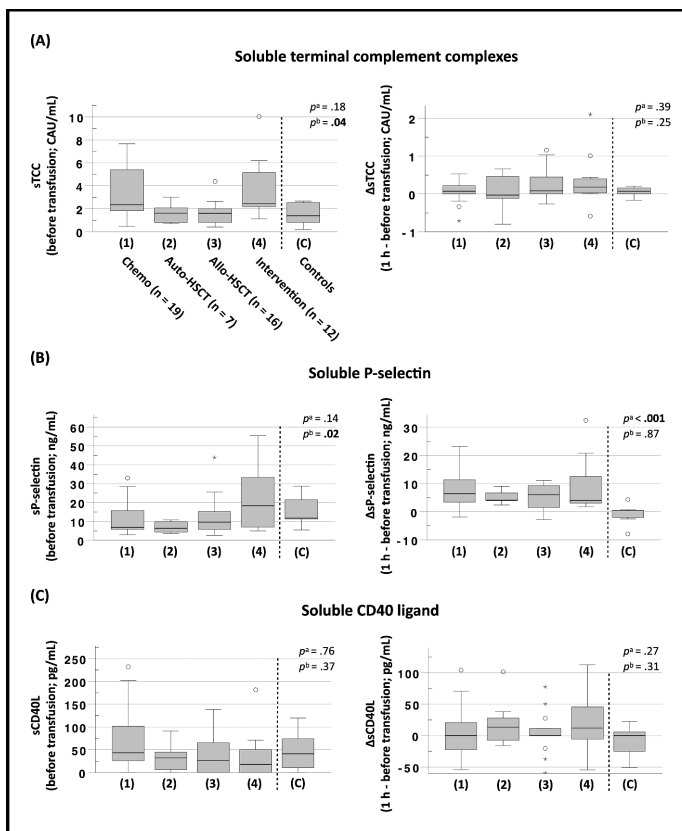 (A)
Soluble terminal complement complexes
pᵃ = .18
pᵇ = .04
sTCC
(before transfusion; CAU/mL)
10
8
6
4
2
0
(1) (2) (3) (4) (C)
Chemo (n = 19)
Auto-HSCT (n = 7)
Allo-HSCT (n = 16)
Intervention (n = 12)
Controls
pᵃ = .39
pᵇ = .25
ΔsTCC
(1 h - before transfusion; CAU/mL)
2
1
0
-1
(1) (2) (3) (4) (C)
(B)
Soluble P-selectin
pᵃ = .14
pᵇ = .02
sP-selectin
(before transfusion; ng/mL)
60
50
40
30
20
10
0
(1) (2) (3) (4) (C)
pᵃ < .001
pᵇ = .87
ΔsP-selectin
(1 h - before transfusion; ng/mL)
30
20
10
0
-10
(1) (2) (3) (4) (C)
(C)
Soluble CD40 ligand
pᵃ = .76
pᵇ = .37
sCD40L
(before transfusion; pg/mL)
250
200
150
100
50
0
(1) (2) (3) (4) (C)
pᵃ = .27
pᵇ = .31
ΔsCD40L
(1 h - before transfusion; pg/mL)
100
50
0
-50
(1) (2) (3) (4) (C)